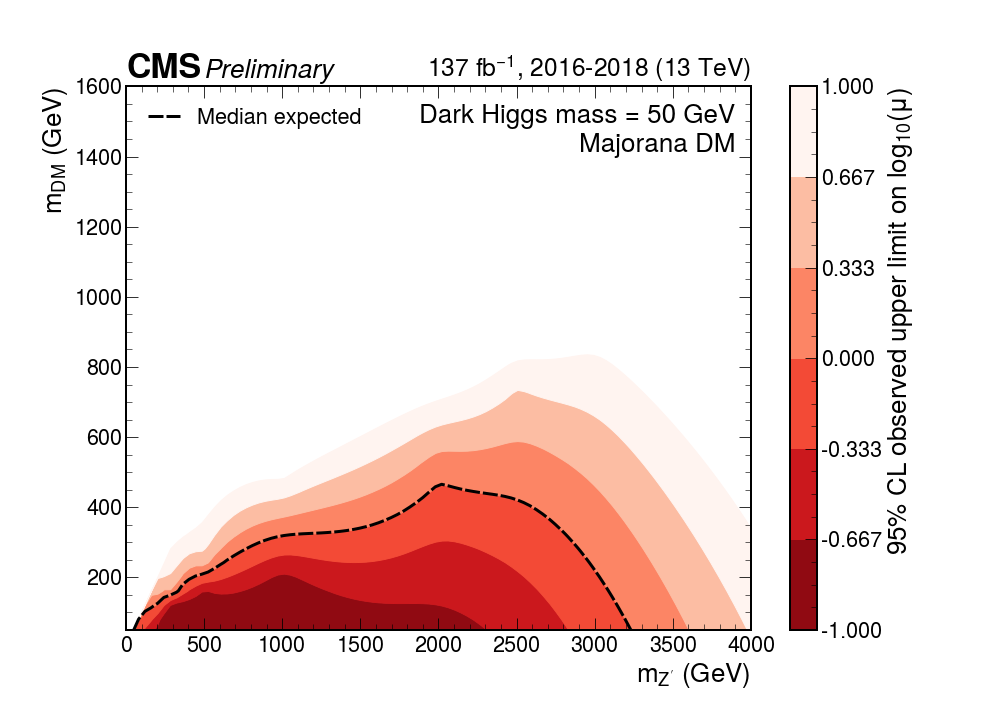 CMS Preliminary 137 fb⁻¹, 2016-2018 (13 TeV)
Median expected
Dark Higgs mass = 50 GeV
Majorana DM
m_DM (GeV)
1600
1400
1200
1000
800
600
400
200
0 500 1000 1500 2000 2500 3000 3500 4000
m_Z′ (GeV)
1.000
0.667
0.333
0.000
-0.333
-0.667
-1.000
95% CL observed upper limit on log₁₀(μ)